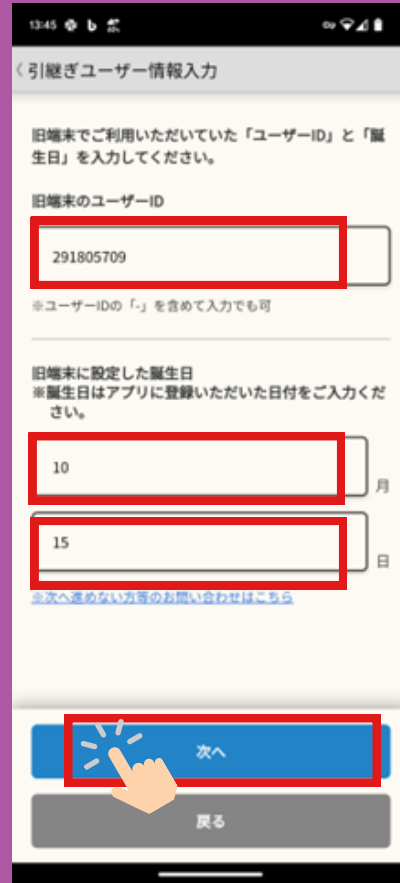 13:45
引継ぎユーザー情報入力
旧端末でご利用いただいていた「ユーザーID」と「誕
生日」を入力してください。
旧端末のユーザーID
291805709
※ユーザーIDの「-」を含めて入力でも可
旧端末に設定した誕生日
※誕生日はアプリに登録いただいた日付をご入力くだ
さい。
10
月
15
日
※次へ進めない方等のお問い合わせはこちら
次へ
戻る